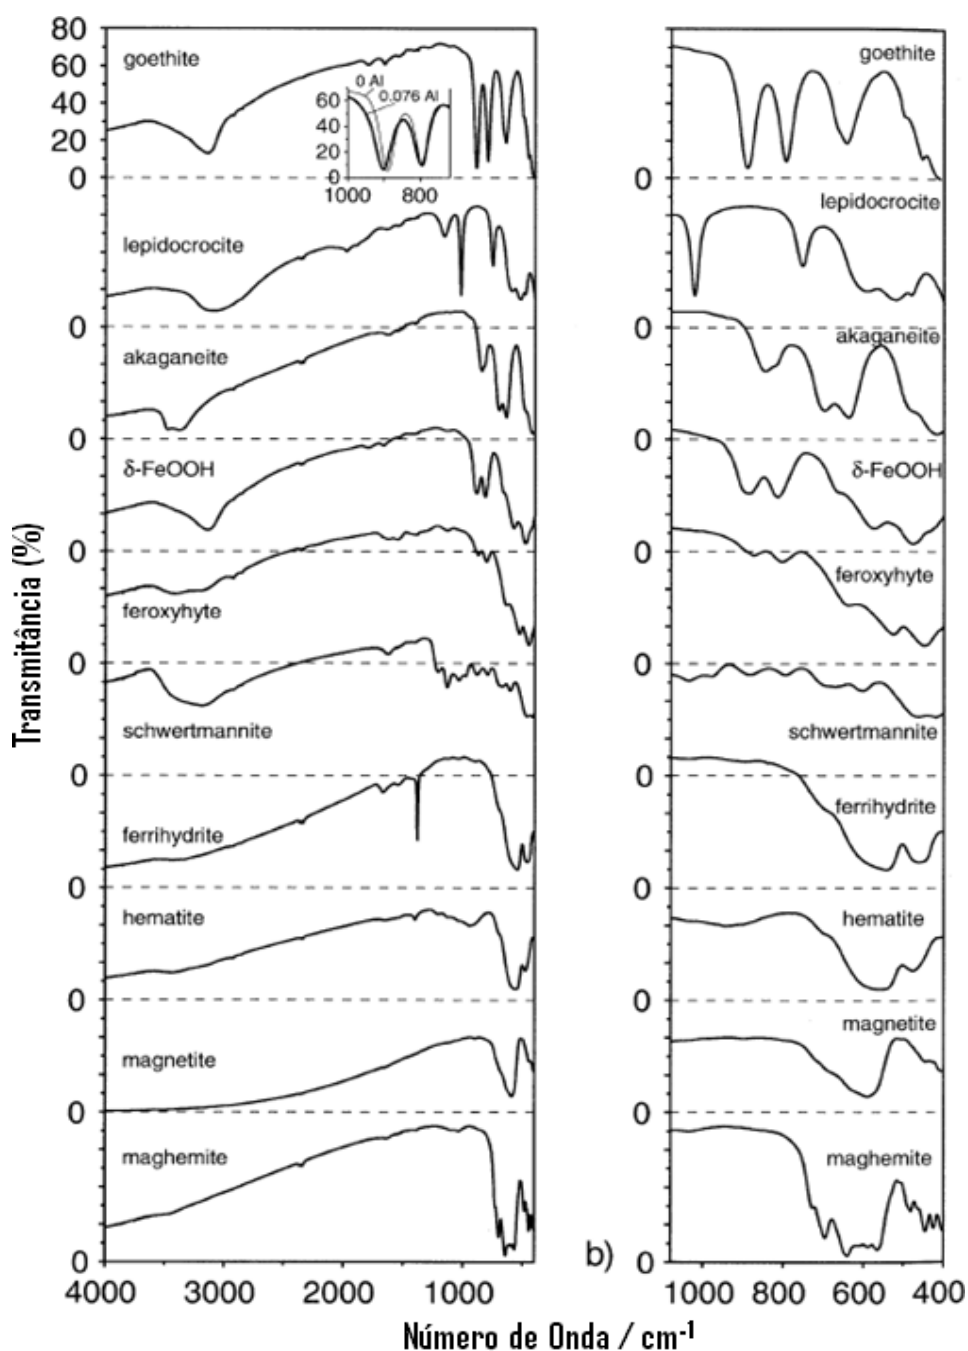 80
60
40
20
0
goethite
0 Al
0.076 Al
60
40
20
0
1000 800
goethite
0
lepidocrocite
lepidocrocite
0
0
akaganeite
akaganeite
0
0
δ-FeOOH
δ-FeOOH
0
0
feroxyhyte
feroxyhyte
0
0
schwertmannite
schwertmannite
0
0
ferrihydrite
ferrihydrite
0
0
hematite
hematite
0
0
magnetite
magnetite
0
0
maghemite
maghemite
b)
0
0
4000 3000 2000 1000
1000 800 600 400
Transmitância (%)
Número de Onda / cm-1